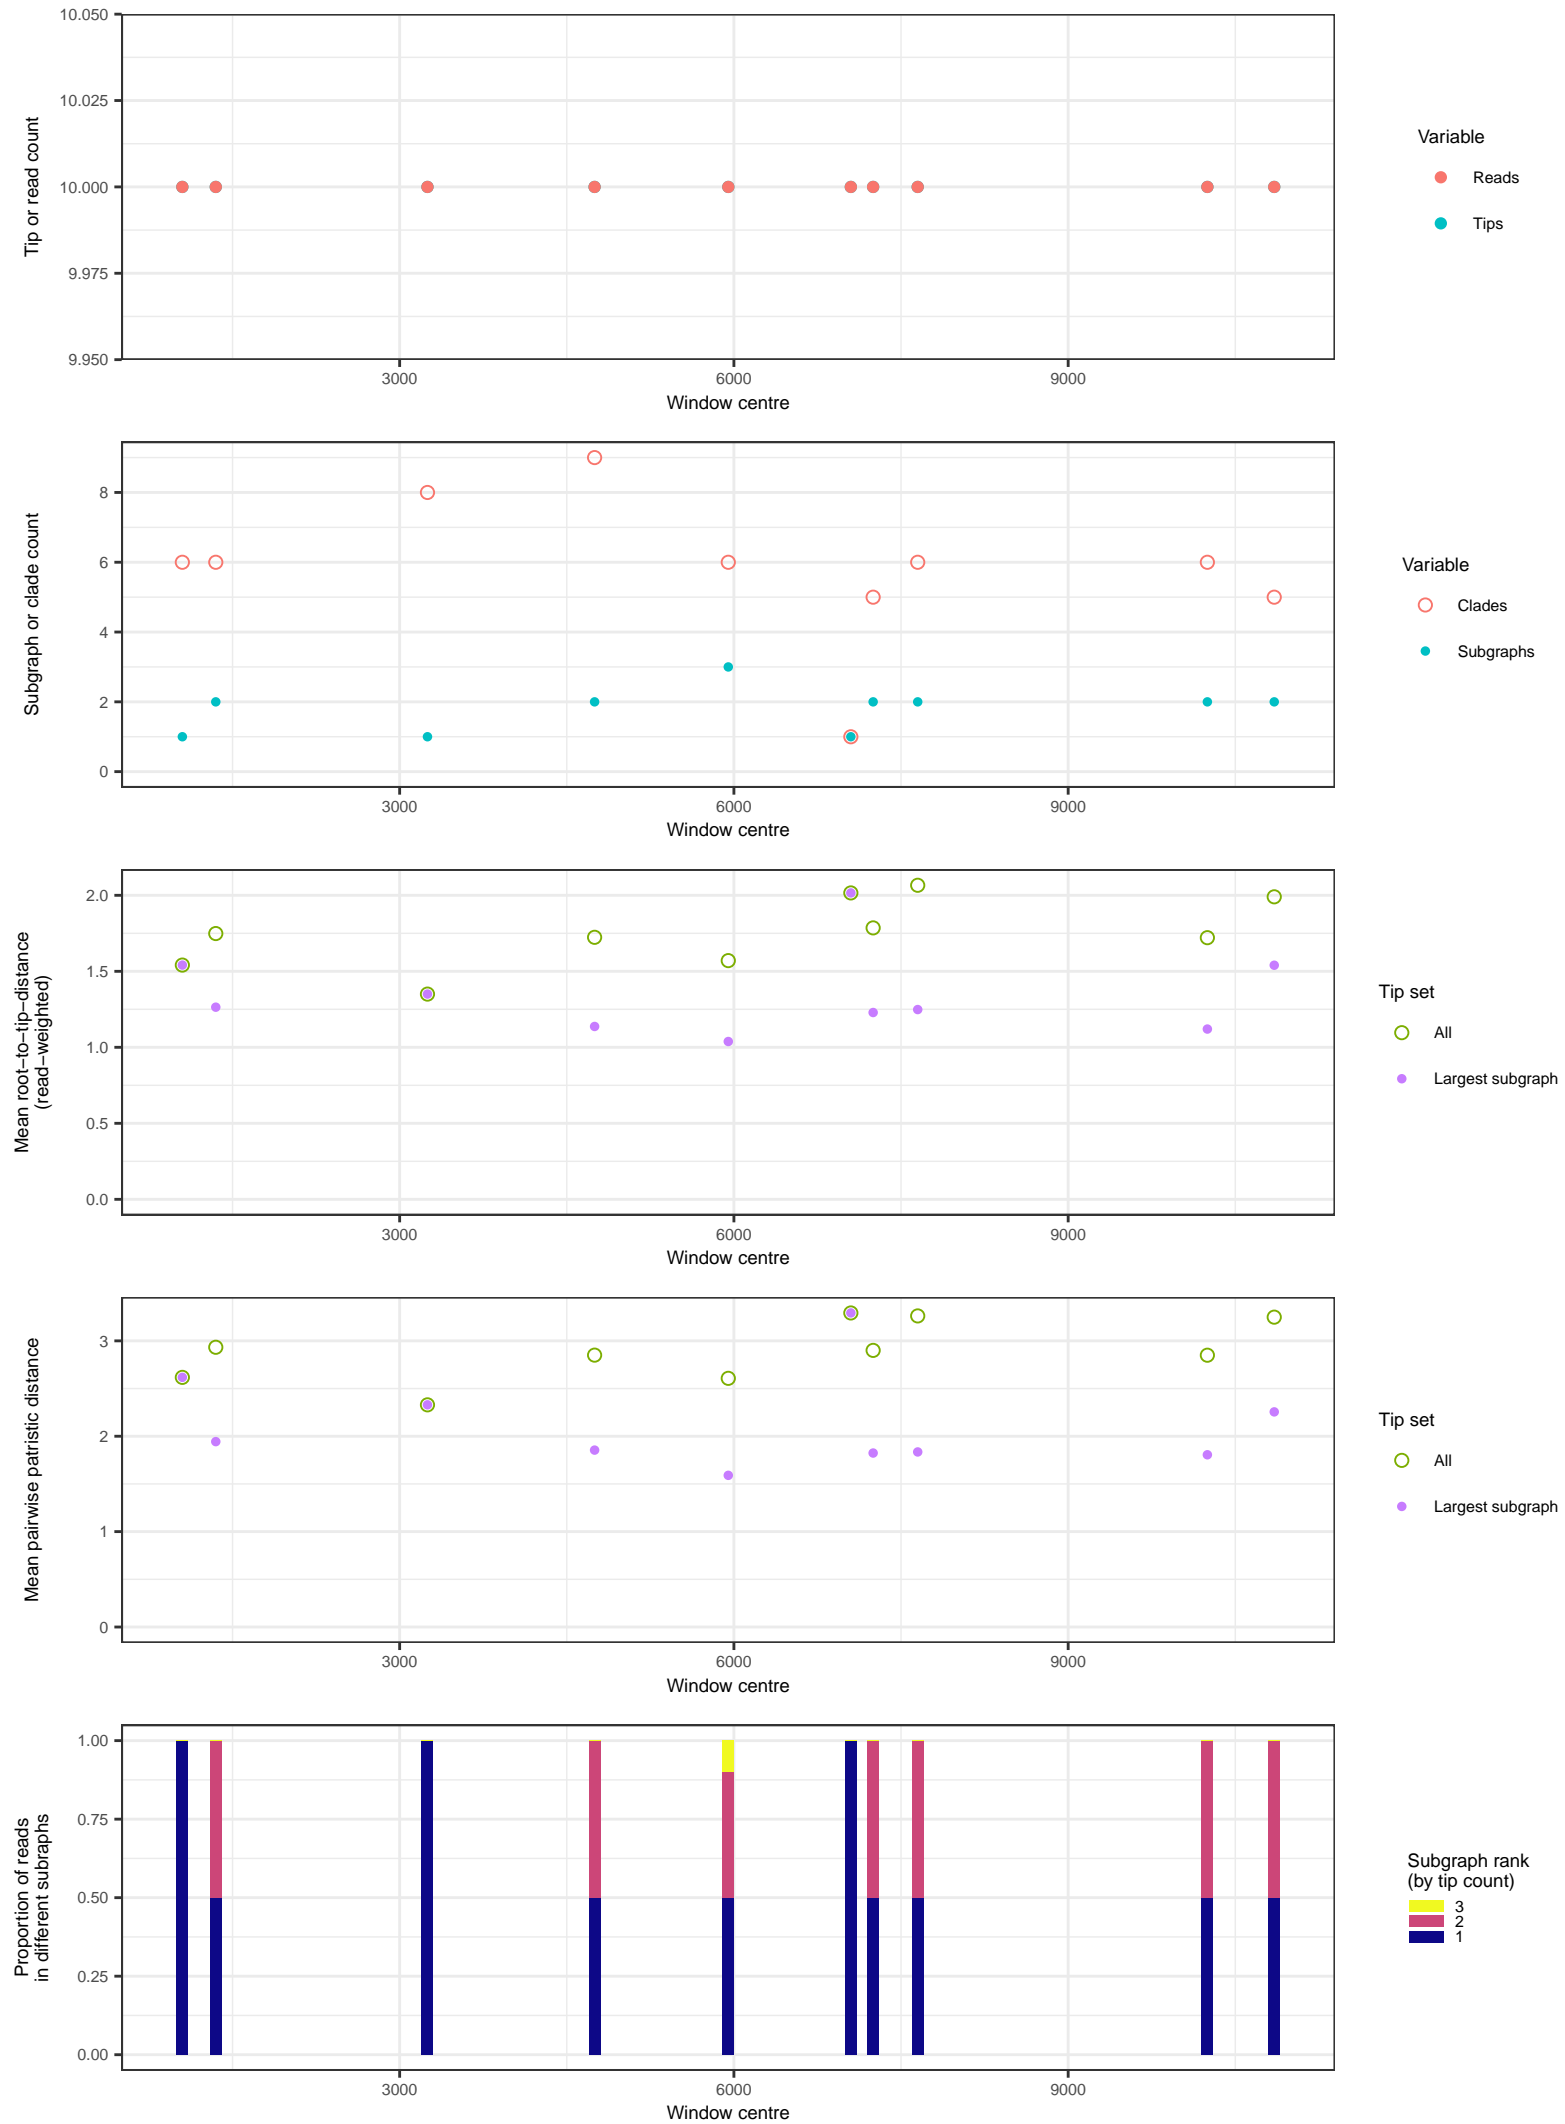 10.050
10.025
10.000
9.975
9.950
Tip or read count
3000 6000 9000
Window centre
Variable
Reads
Tips
8
6
4
2
0
Subgraph or clade count
3000 6000 9000
Window centre
Variable
Clades
Subgraphs
2.0
1.5
1.0
0.5
0.0
Mean root−to−tip−distance
(read−weighted)
3000 6000 9000
Window centre
Tip set
All
Largest subgraph
3
2
1
0
Mean pairwise patristic distance
3000 6000 9000
Window centre
Tip set
All
Largest subgraph
1.00
0.75
0.50
0.25
0.00
Proportion of reads
in different subraphs
3000 6000 9000
Window centre
Subgraph rank
(by tip count)
3
2
1